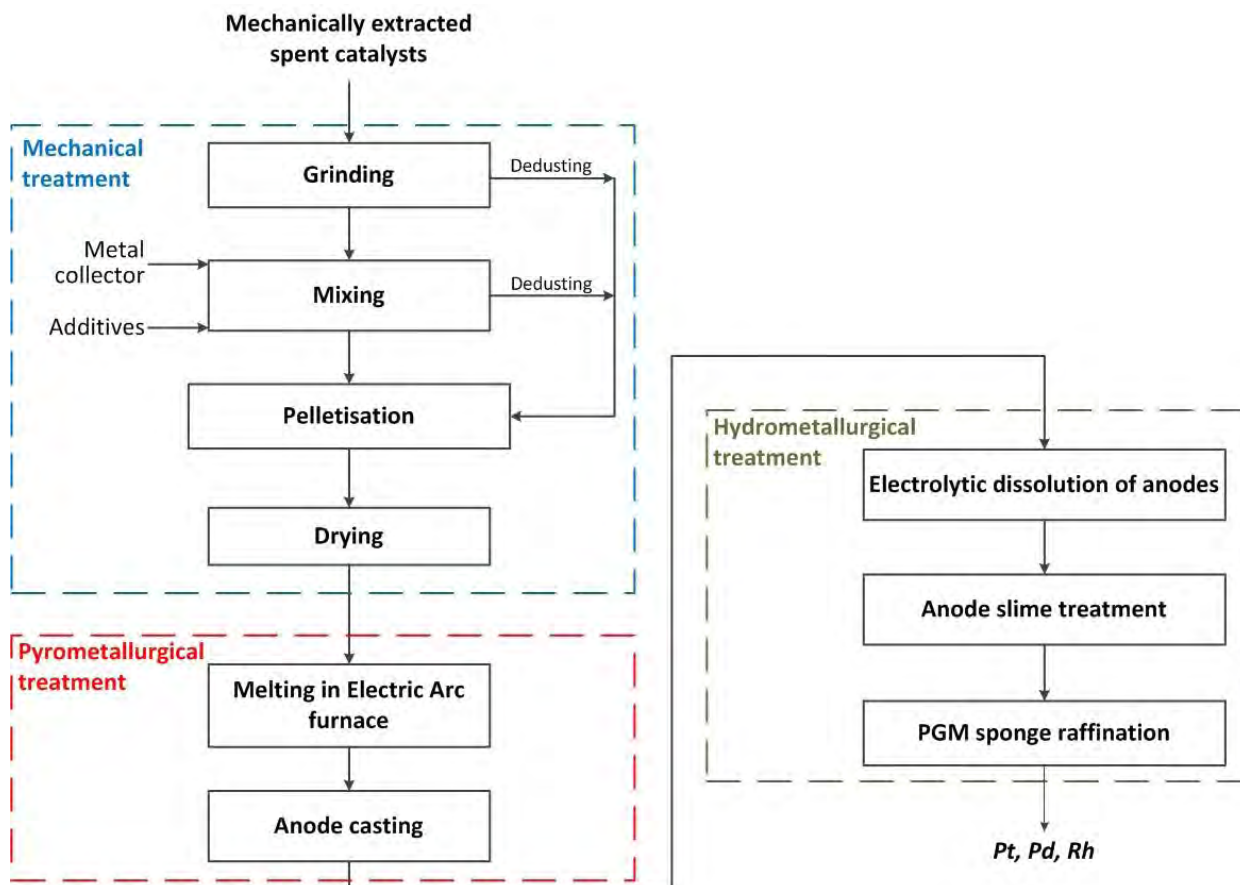 Mechanically extracted
spent catalysts
Mechanical
treatment
Grinding
Dedusting
Metal
collector
Mixing
Dedusting
Additives
Pelletisation
Drying
Pyrometallurgical
treatment
Melting in Electric Arc
furnace
Anode casting
Hydrometallurgical
treatment
Electrolytic dissolution of anodes
Anode slime treatment
PGM sponge raffination
Pt, Pd, Rh